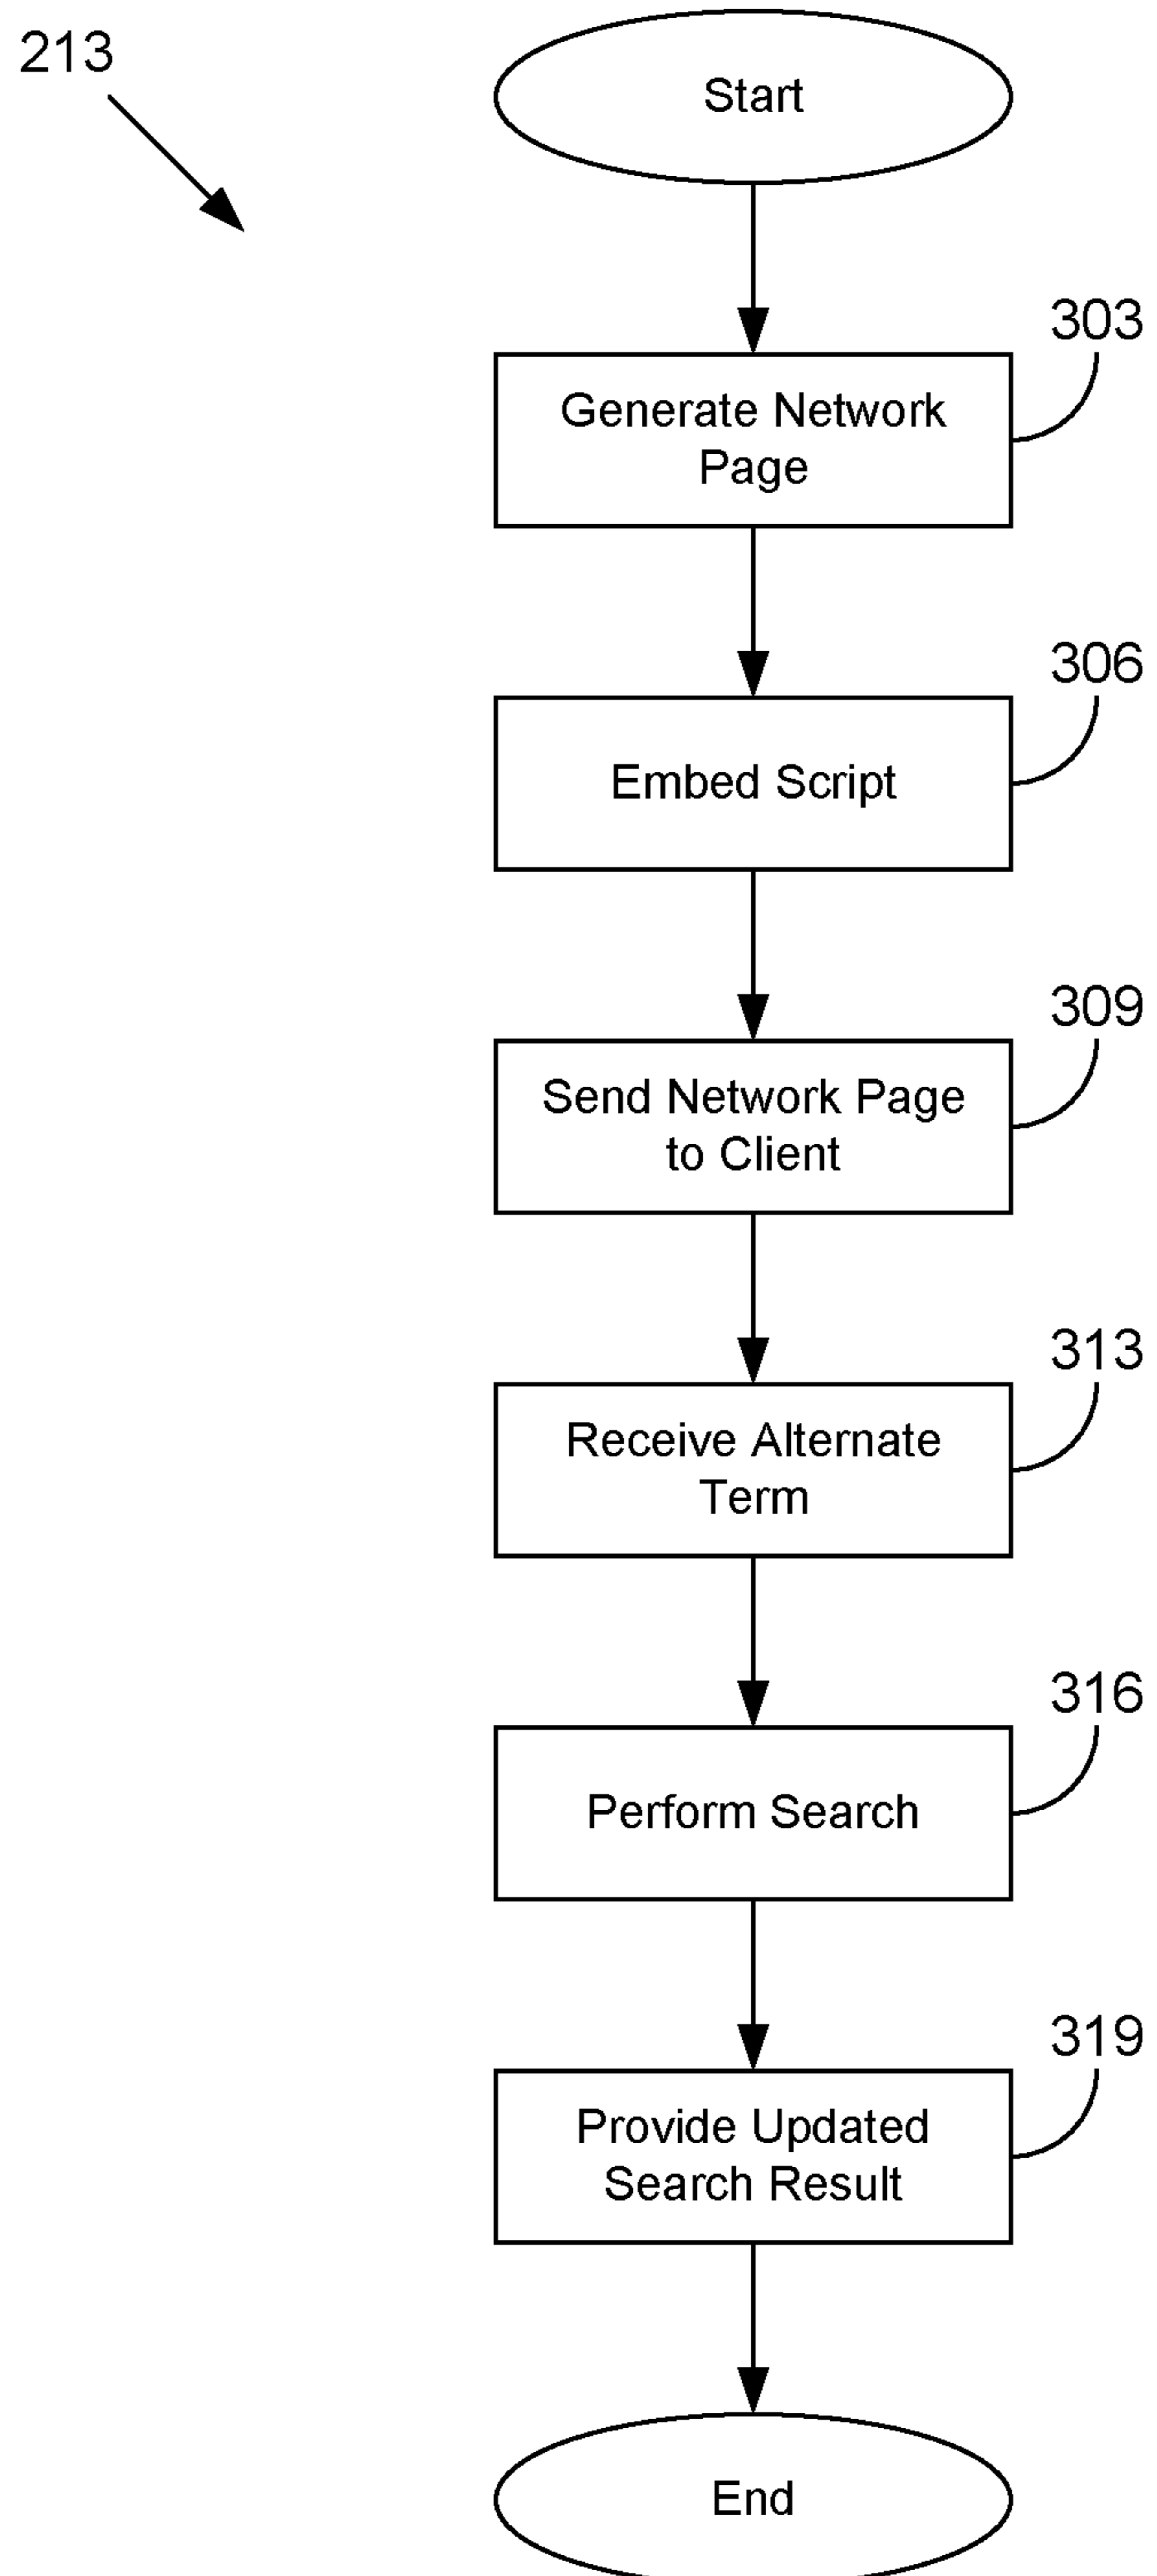 213
Start
303
Generate Network
Page
306
Embed Script
309
Send Network Page
to Client
313
Receive Alternate
Term
316
Perform Search
319
Provide Updated
Search Result
End